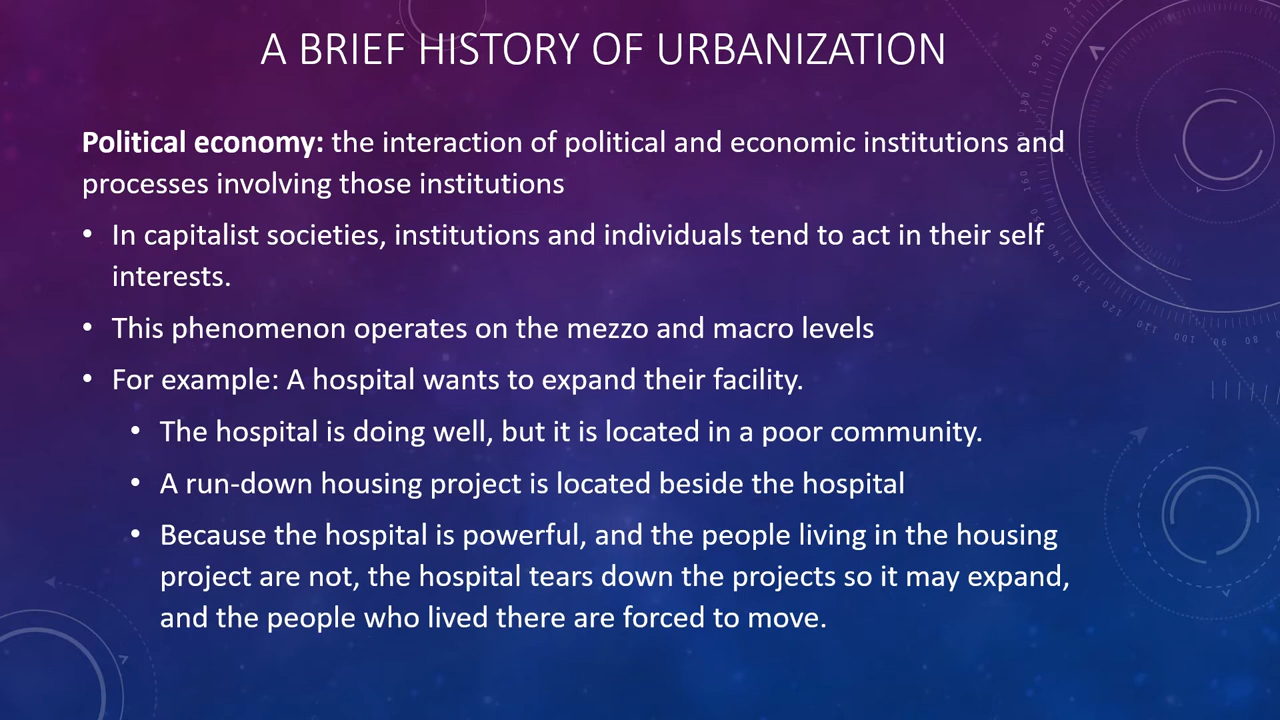 A BRIEF HISTORY OF URBANIZATION
Political economy: the interaction of political and economic institutions and
processes involving those institutions
• In capitalist societies, institutions and individuals tend to act in their self
interests.
• This phenomenon operates on the mezzo and macro levels
• For example: A hospital wants to expand their facility.
• The hospital is doing well, but it is located in a poor community.
• A run-down housing project is located beside the hospital
• Because the hospital is powerful, and the people living in the housing
project are not, the hospital tears down the projects so it may expand,
and the people who lived there are forced to move.